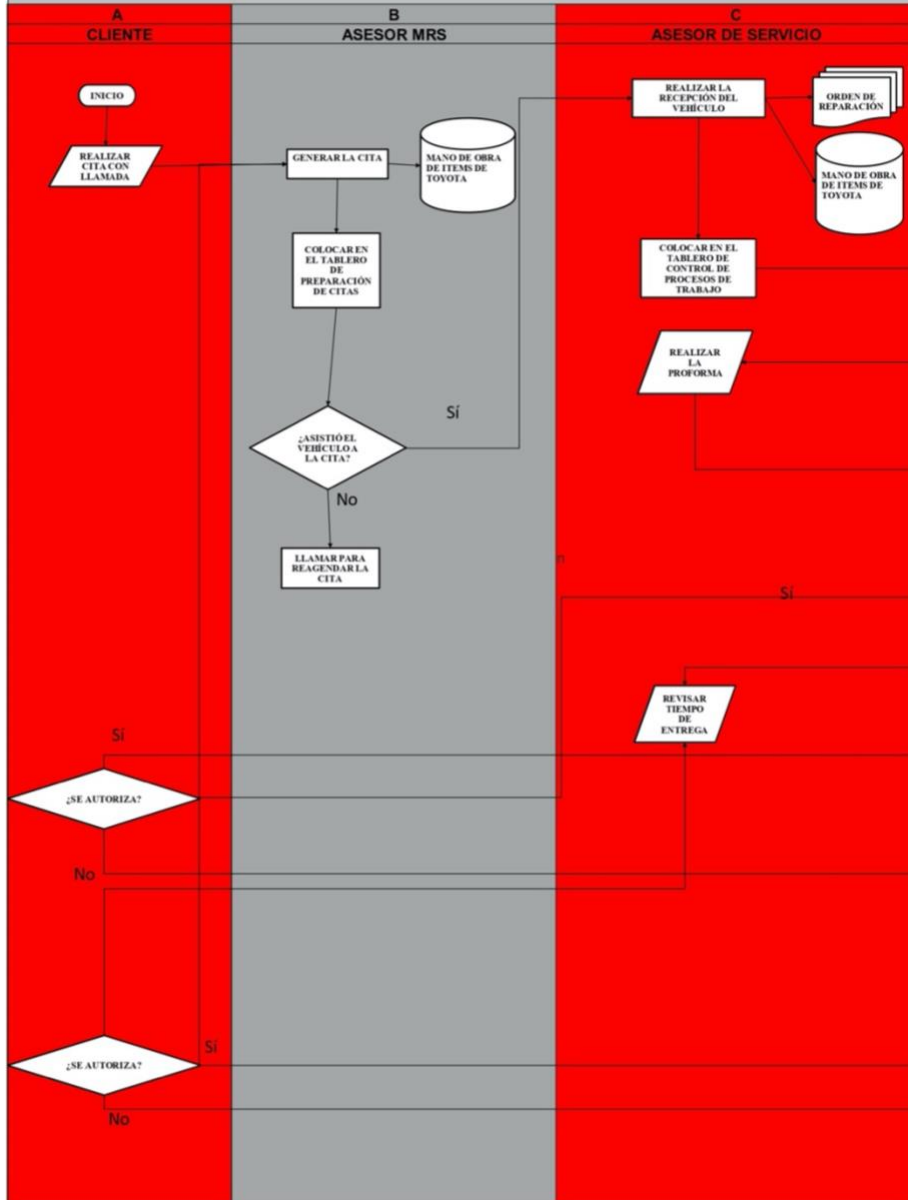 A
B
C
CLIENTE
ASESOR MRS
ASESOR DE SERVICIO
INICIO
REALIZAR
CITA CON
LLAMADA
GENERAR LA CITA
MANO DE OBRA
DE ITEMS DE
TOYOTA
COLOCAR EN
EL TABLERO
DE
PREPARACIÓN
DE CITAS
¿ASISTIÓ EL
VEHÍCULO A
LA CITA?
Sí
No
LLAMAR PARA
REAGENDAR LA
CITA
REALIZAR LA
RECEPCIÓN DEL
VEHÍCULO
ORDEN DE
REPARACIÓN
MANO DE OBRA
DE ITEMS DE
TOYOTA
COLOCAR EN EL
TABLERO DE
CONTROL DE
PROCESOS DE
TRABAJO
REALIZAR
LA
PROFORMA
Sí
REVISAR
TIEMPO
DE
ENTREGA
Sí
¿SE AUTORIZA?
No
¿SE AUTORIZA?
Sí
No